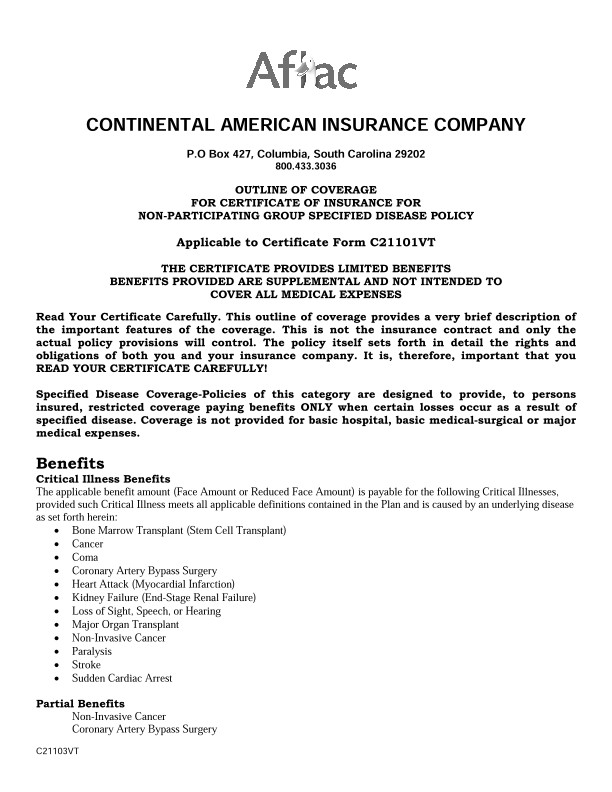 Aflac
CONTINENTAL AMERICAN INSURANCE COMPANY
P.O Box 427, Columbia, South Carolina 29202
800.433.3036
OUTLINE OF COVERAGE
FOR CERTIFICATE OF INSURANCE FOR
NON-PARTICIPATING GROUP SPECIFIED DISEASE POLICY
Applicable to Certificate Form C21101VT
THE CERTIFICATE PROVIDES LIMITED BENEFITS
BENEFITS PROVIDED ARE SUPPLEMENTAL AND NOT INTENDED TO
COVER ALL MEDICAL EXPENSES
Read Your Certificate Carefully. This outline of coverage provides a very brief description of
the important features of the coverage. This is not the insurance contract and only the
actual policy provisions will control. The policy itself sets forth in detail the rights and
obligations of both you and your insurance company. It is, therefore, important that you
READ YOUR CERTIFICATE CAREFULLY!
Specified Disease Coverage-Policies of this category are designed to provide, to persons
insured, restricted coverage paying benefits ONLY when certain losses occur as a result of
specified disease. Coverage is not provided for basic hospital, basic medical-surgical or major
medical expenses.
Benefits
Critical Illness Benefits
The applicable benefit amount (Face Amount or Reduced Face Amount) is payable for the following Critical Illnesses,
provided such Critical Illness meets all applicable definitions contained in the Plan and is caused by an underlying disease
as set forth herein:
• Bone Marrow Transplant (Stem Cell Transplant)
• Cancer
• Coma
• Coronary Artery Bypass Surgery
• Heart Attack (Myocardial Infarction)
• Kidney Failure (End-Stage Renal Failure)
• Loss of Sight, Speech, or Hearing
• Major Organ Transplant
• Non-Invasive Cancer
• Paralysis
• Stroke
• Sudden Cardiac Arrest
Partial Benefits
Non-Invasive Cancer
Coronary Artery Bypass Surgery
C21103VT